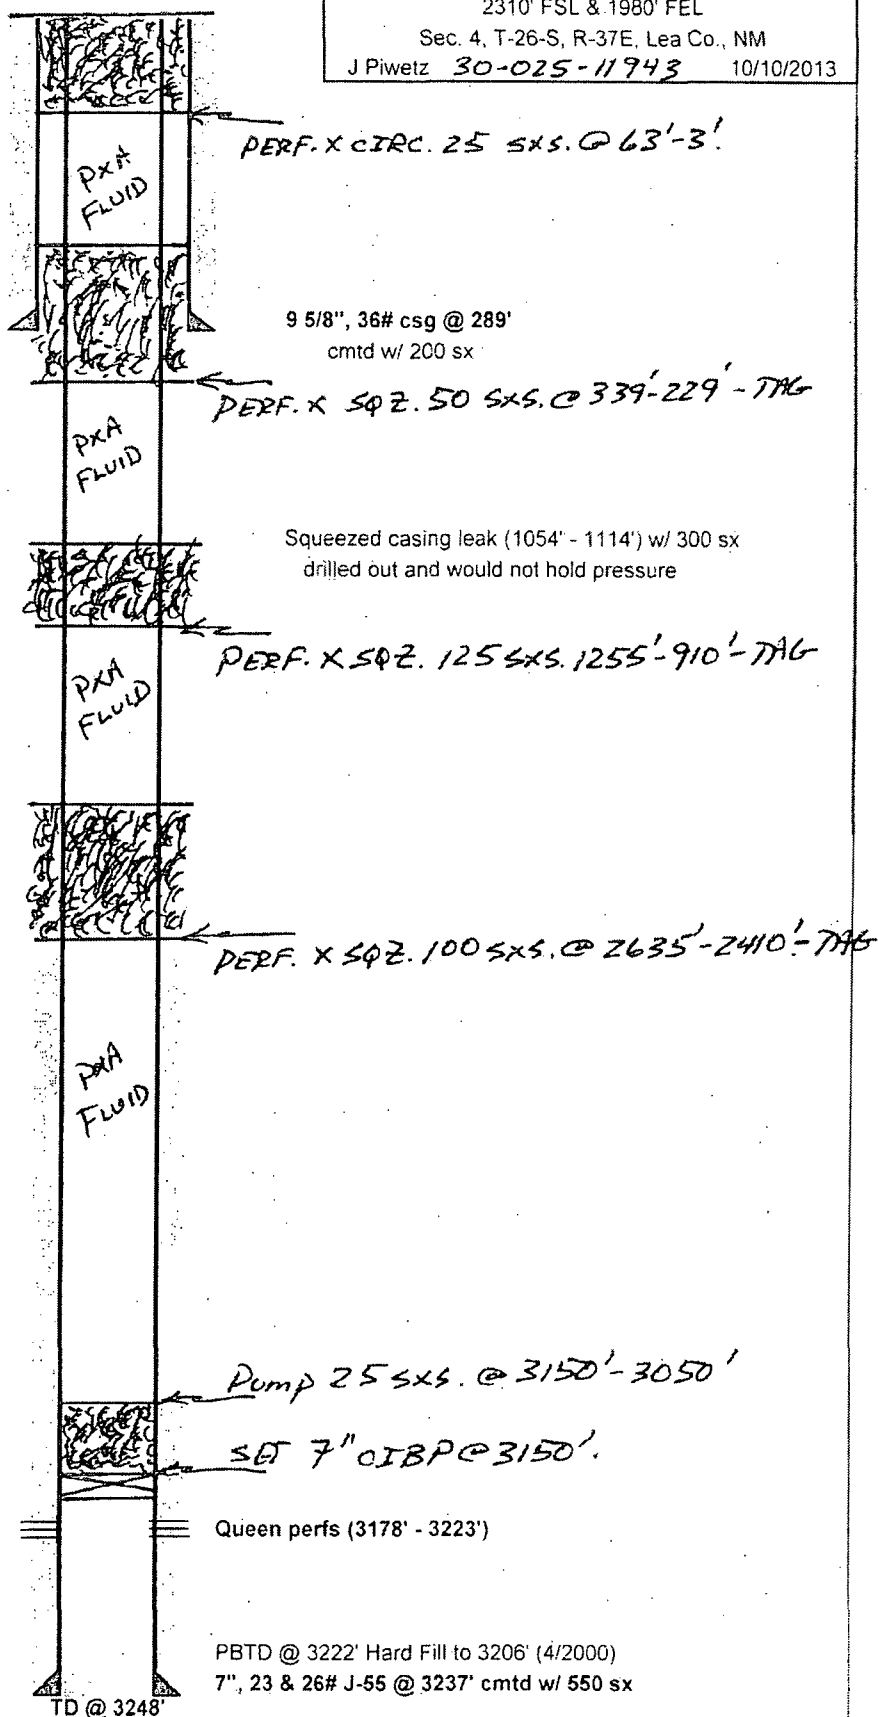 2310' FSL & 1980' FEL
Sec. 4, T-26-S, R-37E, Lea Co., NM
J Piwetz 30-025-11943 10/10/2013
PERF. X CIRC. 25 SXS. @ 63'-3'.
PXA
FLUID
9 5/8", 36# csg @ 289'
cmtd w/ 200 sx
PERF. X SQZ. 50 SXS. @ 339'-229' - TAG
PXA
FLUID
Squeezed casing leak (1054' - 1114') w/ 300 sx
drilled out and would not hold pressure
PERF. X SQZ. 125 SXS. 1255'-910' - TAG
PXA
FLUID
PERF. X SQZ. 100 SXS. @ 2635'-2410' - TAG
PXA
FLUID
Pump 25 SXS. @ 3150'-3050'
SET 7" CIBP @ 3150'.
Queen perfs (3178' - 3223')
PBTD @ 3222' Hard Fill to 3206' (4/2000)
7", 23 & 26# J-55 @ 3237' cmtd w/ 550 sx
TD @ 3248'